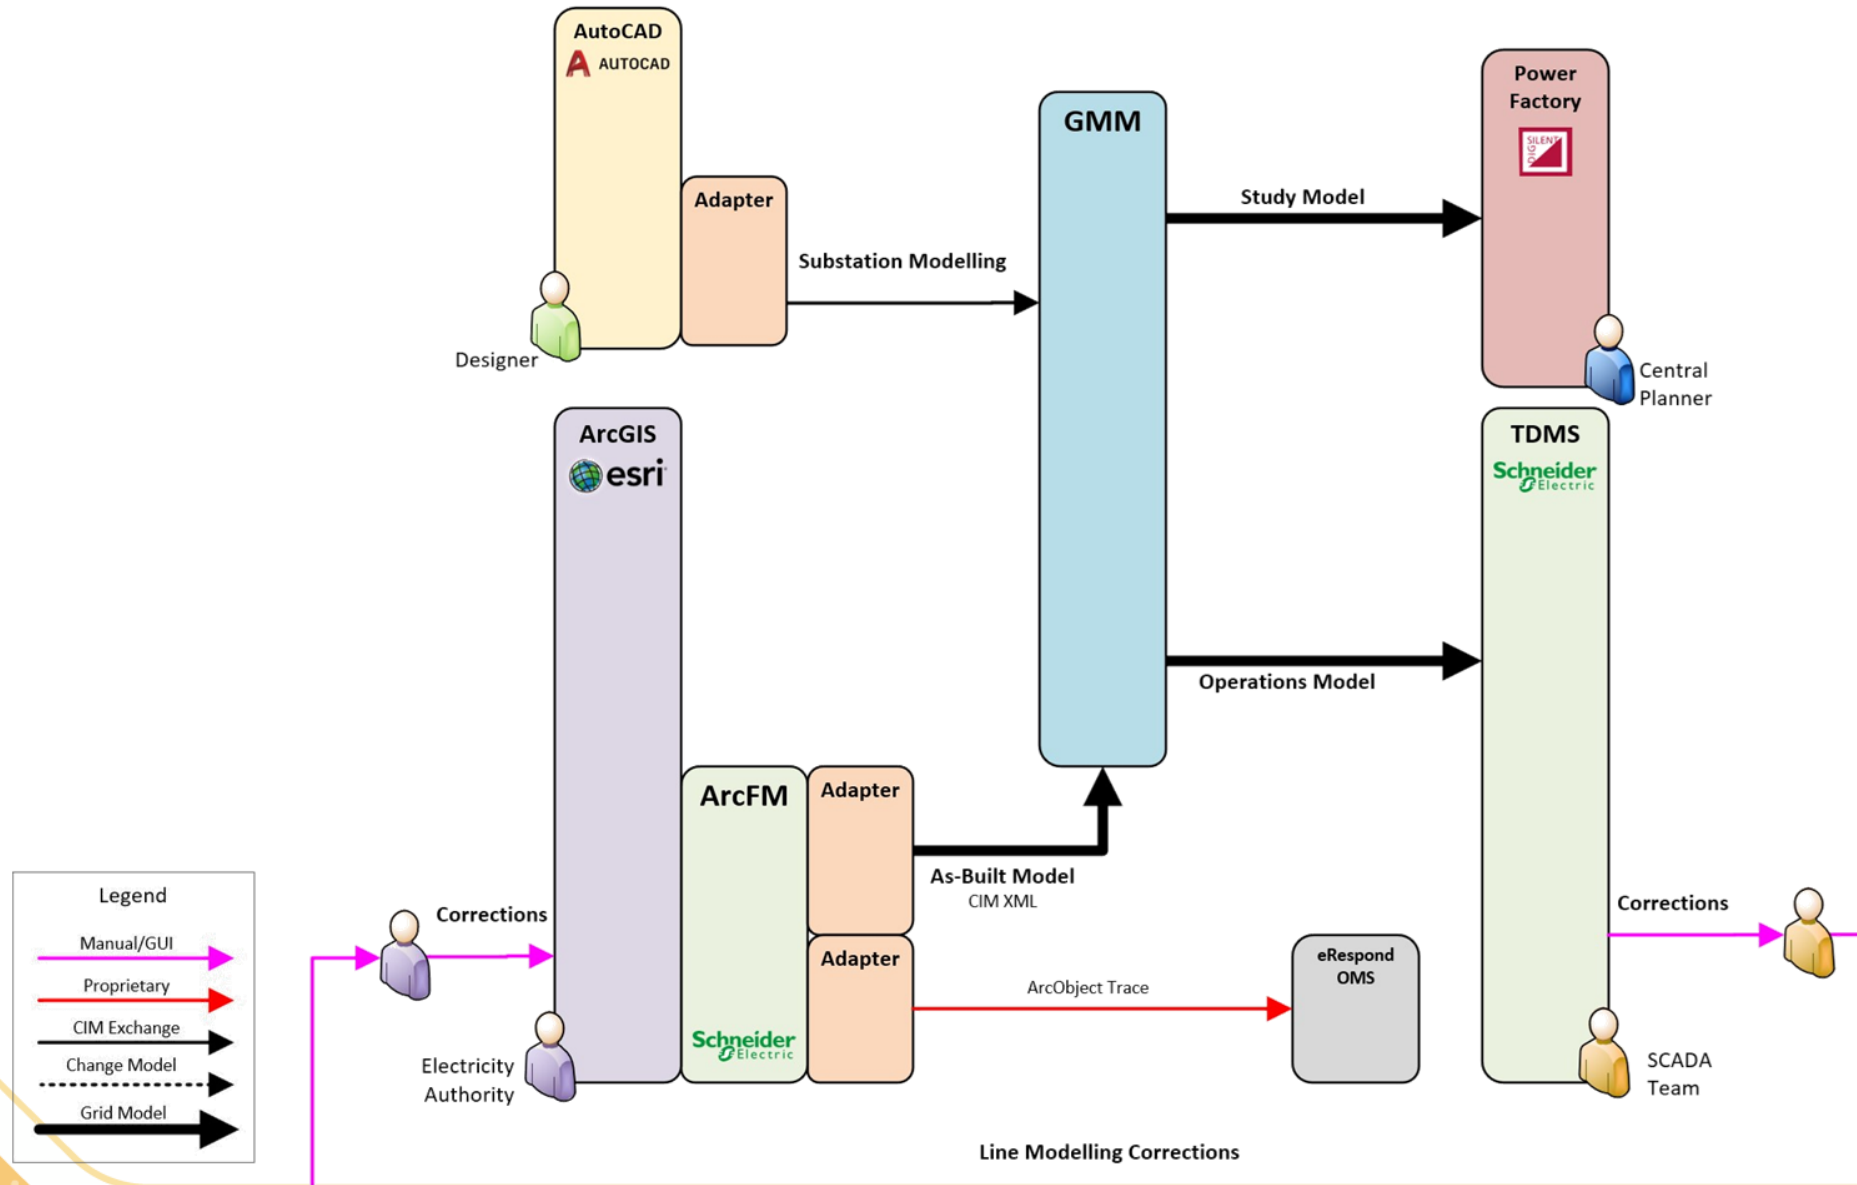 AutoCAD
AUTOCAD
Adapter
Designer
Substation Modelling
GMM
Study Model
Power
Factory
DIG
SILENT
Central
Planner
ArcGIS
esri
TDMS
Schneider
Electric
Operations Model
ArcFM
Adapter
As-Built Model
CIM XML
Schneider
Electric
Adapter
ArcObject Trace
eRespond
OMS
Corrections
Electricity
Authority
Corrections
SCADA
Team
Legend
Manual/GUI
Proprietary
CIM Exchange
Change Model
Grid Model
Line Modelling Corrections